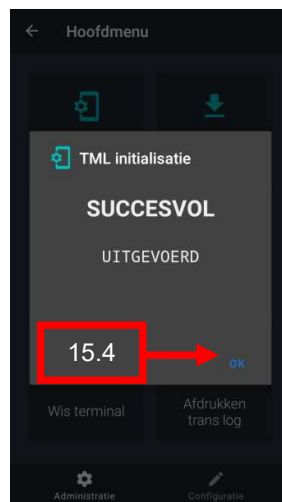 Hoofdmenu
TML initialisatie
SUCCESVOL
UITGEVOERD
15.4
OK
Wis terminal
Afdrukken
trans log
Administratie
Configuratie